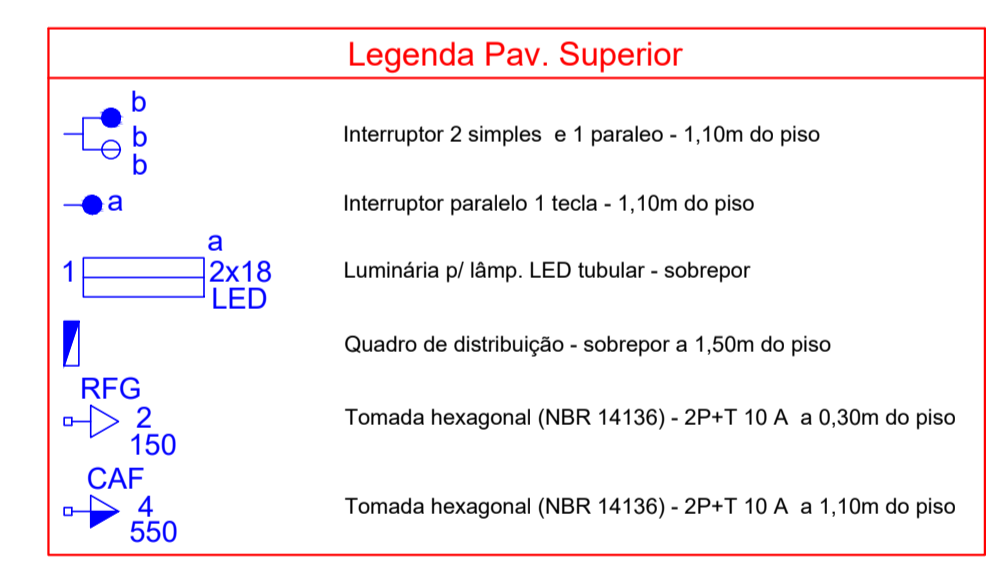 Legenda Pav. Superior
b
b
b
Interruptor 2 simples e 1 paraleo - 1,10m do piso
a
Interruptor paralelo 1 tecla - 1,10m do piso
a
1
2x18
LED
Luminária p/ lâmp. LED tubular - sobrepor
Quadro de distribuição - sobrepor a 1,50m do piso
RFG
2
150
Tomada hexagonal (NBR 14136) - 2P+T 10 A a 0,30m do piso
CAF
4
550
Tomada hexagonal (NBR 14136) - 2P+T 10 A a 1,10m do piso